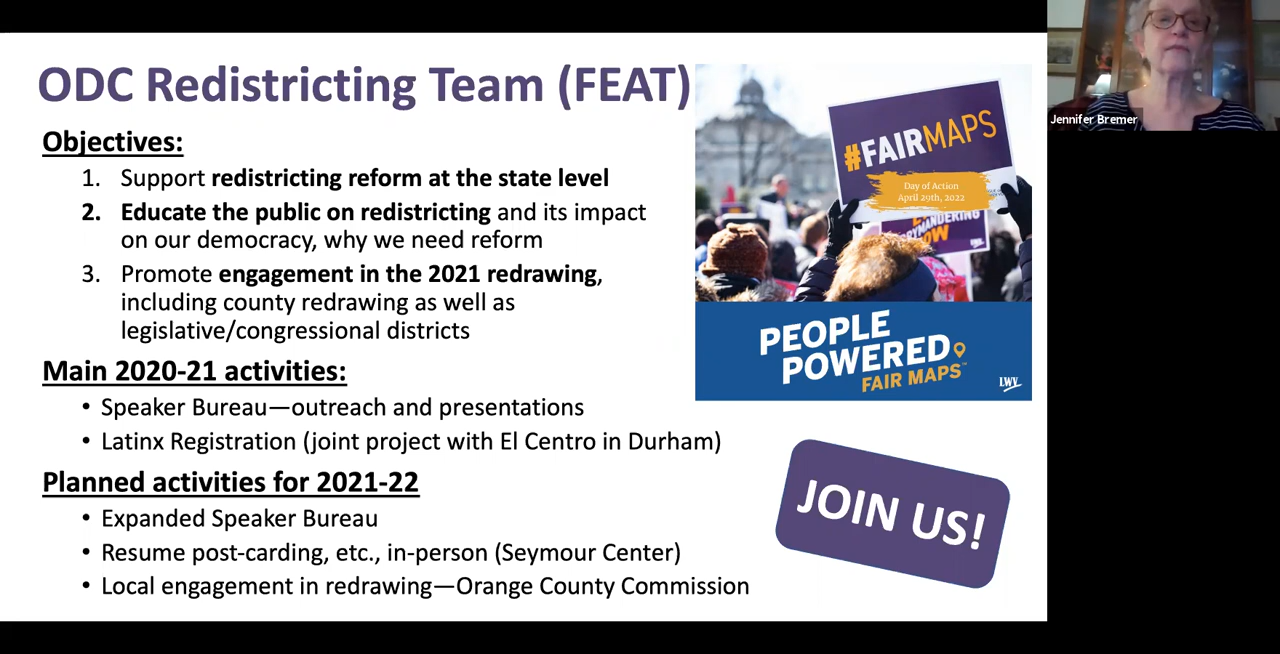 ODC Redistricting Team (FEAT)
Objectives:
1. Support redistricting reform at the state level
2. Educate the public on redistricting and its impact
on our democracy, why we need reform
3. Promote engagement in the 2021 redrawing,
including county redrawing as well as
legislative/congressional districts
Main 2020-21 activities:
• Speaker Bureau—outreach and presentations
• Latinx Registration (joint project with El Centro in Durham)
Planned activities for 2021-22
• Expanded Speaker Bureau
• Resume post-carding, etc., in-person (Seymour Center)
• Local engagement in redrawing—Orange County Commission
#FAIRMAPS
Day of Action
April 29th, 2022
PEOPLE
POWERED
FAIR MAPS™
LWV
JOIN US!
Jennifer Bremer